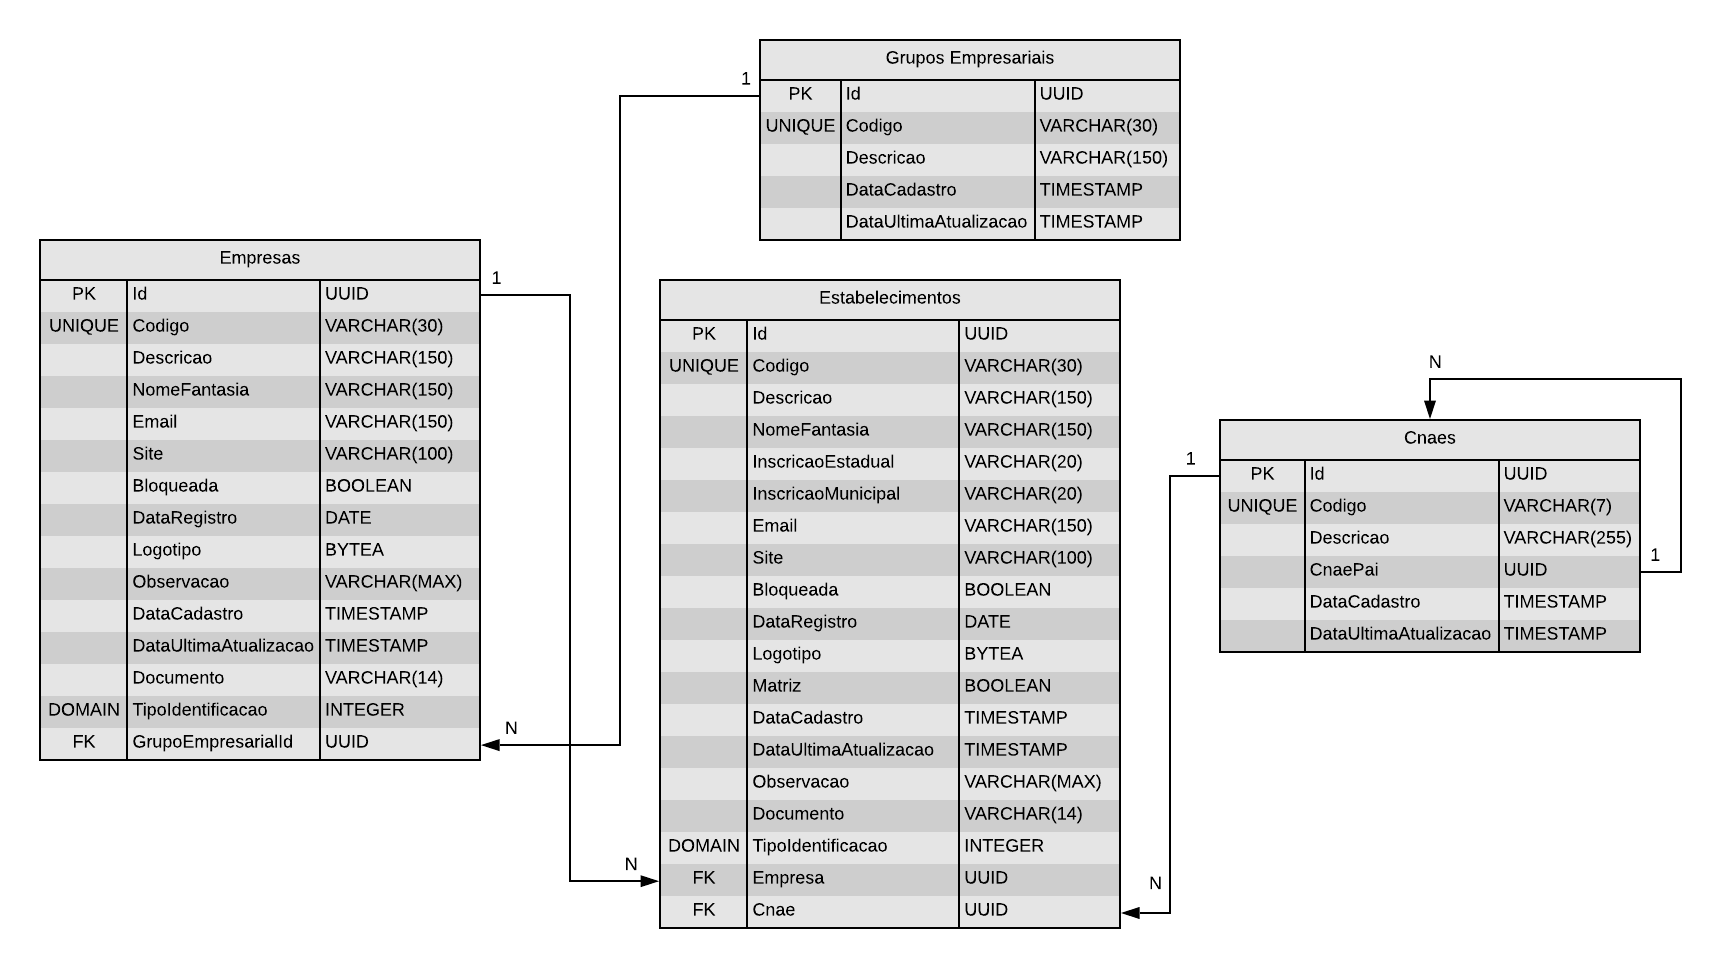 Grupos Empresariais
1
PK Id UUID
UNIQUE Codigo VARCHAR(30)
Descricao VARCHAR(150)
DataCadastro TIMESTAMP
DataUltimaAtualizacao TIMESTAMP
Empresas
1
PK Id UUID
UNIQUE Codigo VARCHAR(30)
Descricao VARCHAR(150)
NomeFantasia VARCHAR(150)
Email VARCHAR(150)
Site VARCHAR(100)
Bloqueada BOOLEAN
DataRegistro DATE
Logotipo BYTEA
Observacao VARCHAR(MAX)
DataCadastro TIMESTAMP
DataUltimaAtualizacao TIMESTAMP
Documento VARCHAR(14)
DOMAIN TipoIdentificacao INTEGER
FK GrupoEmpresarialId UUID
N
Estabelecimentos
PK Id UUID
UNIQUE Codigo VARCHAR(30)
Descricao VARCHAR(150)
NomeFantasia VARCHAR(150)
InscricaoEstadual VARCHAR(20)
InscricaoMunicipal VARCHAR(20)
Email VARCHAR(150)
Site VARCHAR(100)
Bloqueada BOOLEAN
DataRegistro DATE
Logotipo BYTEA
Matriz BOOLEAN
DataCadastro TIMESTAMP
DataUltimaAtualizacao TIMESTAMP
Observacao VARCHAR(MAX)
Documento VARCHAR(14)
DOMAIN TipoIdentificacao INTEGER
N
FK Empresa UUID
N
FK Cnae UUID
N
Cnaes
1
PK Id UUID
UNIQUE Codigo VARCHAR(7)
Descricao VARCHAR(255)
1
CnaePai UUID
DataCadastro TIMESTAMP
DataUltimaAtualizacao TIMESTAMP